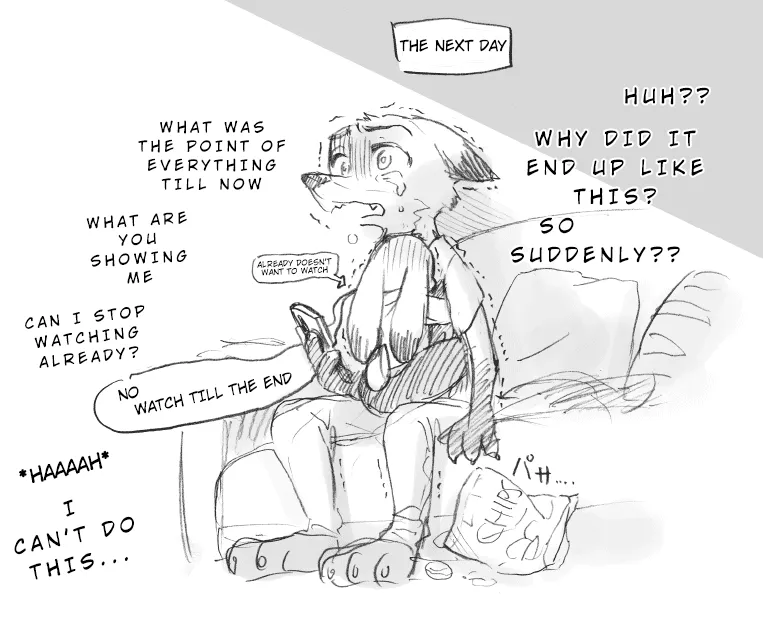 THE NEXT DAY
HUH??
WHY DID IT
END UP LIKE
THIS?
SO
SUDDENLY??
WHAT WAS
THE POINT OF
EVERYTHING
TILL NOW
WHAT ARE
YOU
SHOWING
ME
ALREADY DOESN'T
WANT TO WATCH
CAN I STOP
WATCHING
ALREADY?
NO
WATCH TILL THE END
*HAAAAH*
I
CAN'T DO
THIS...
パサ....
CHIPS